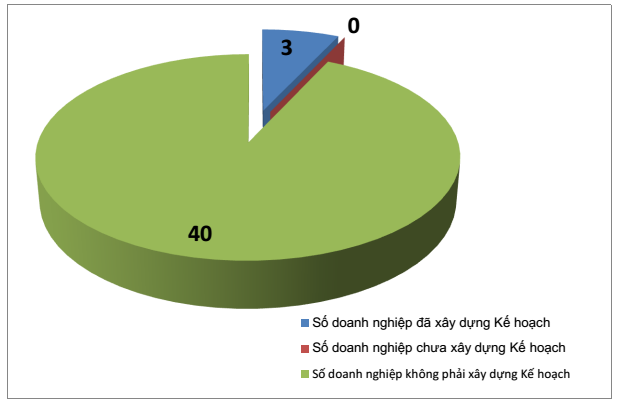 0
3
40
Số doanh nghiệp đã xây dựng Kế hoạch
Số doanh nghiệp chưa xây dựng Kế hoạch
Số doanh nghiệp không phải xây dựng Kế hoạch